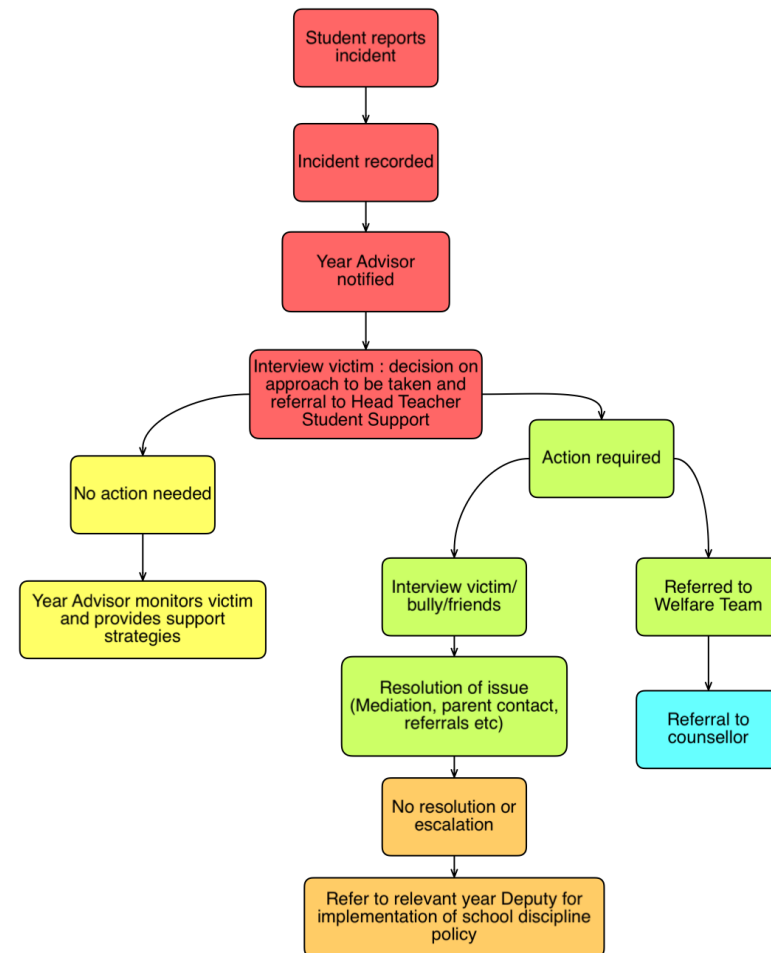 Student reports
incident
Incident recorded
Year Advisor
notified
Interview victim : decision on
approach to be taken and
referral to Head Teacher
Student Support
Action required
No action needed
Year Advisor monitors victim
and provides support
strategies
Interview victim/
bully/friends
Referred to
Welfare Team
Resolution of issue
(Mediation, parent contact,
referrals etc)
Referral to
counsellor
No resolution or
escalation
Refer to relevant year Deputy for
implementation of school discipline
policy